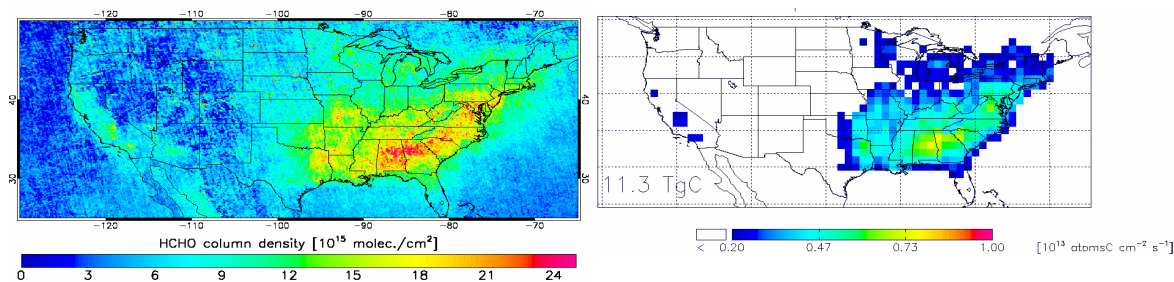 −120 −110 −100 −90 −80 −70
40
30
−120 −110 −100 −90 −80 −70
HCHO column density [10¹⁵ molec./cm²]
0 3 6 9 12 15 18 21 24
40
30
11.3 TgC
< 0.20 0.47 0.73 1.00 [10¹³ atomsC cm⁻² s⁻¹]